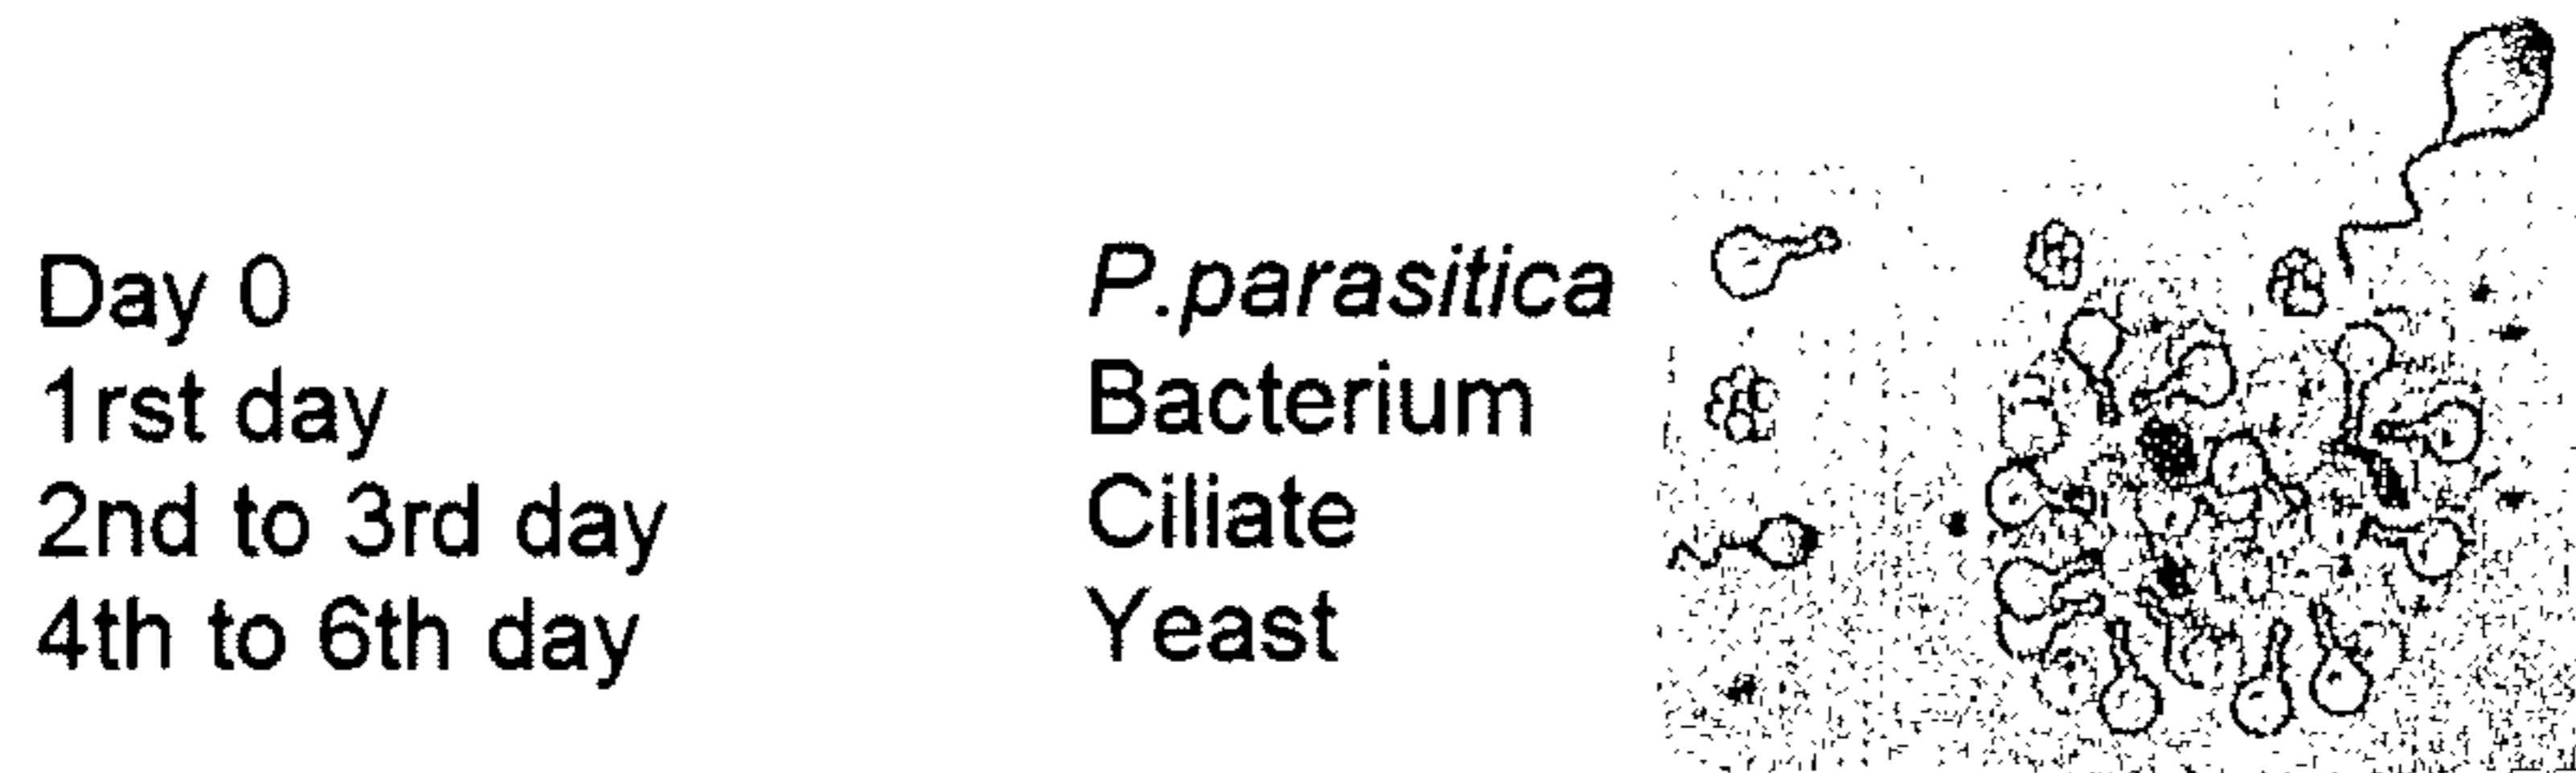 Day 0
1rst day
2nd to 3rd day
4th to 6th day
P.parasitica
Bacterium
Ciliate
Yeast